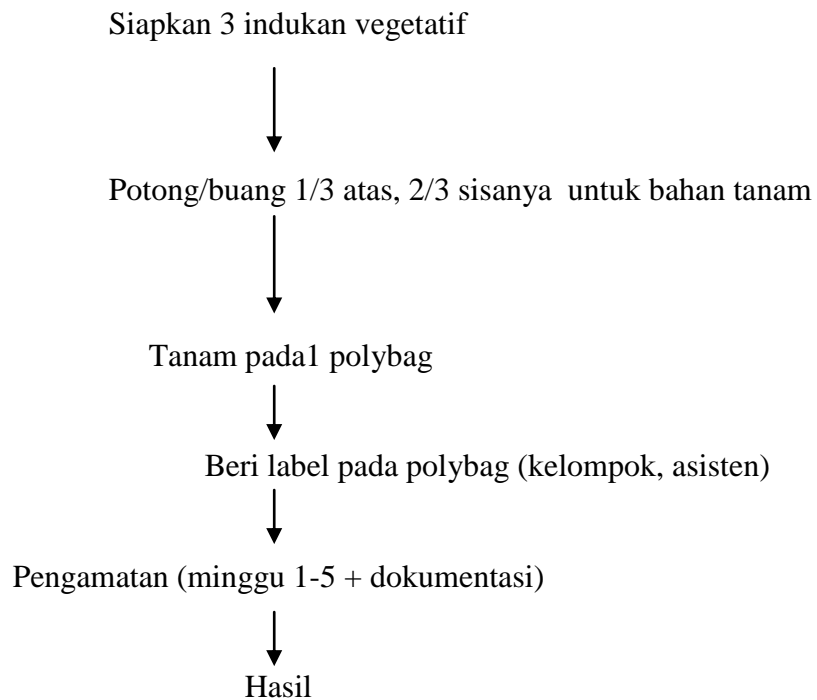 Siapkan 3 indukan vegetatif
Potong/buang 1/3 atas, 2/3 sisanya untuk bahan tanam
Tanam pada1 polybag
Beri label pada polybag (kelompok, asisten)
Pengamatan (minggu 1-5 + dokumentasi)
Hasil